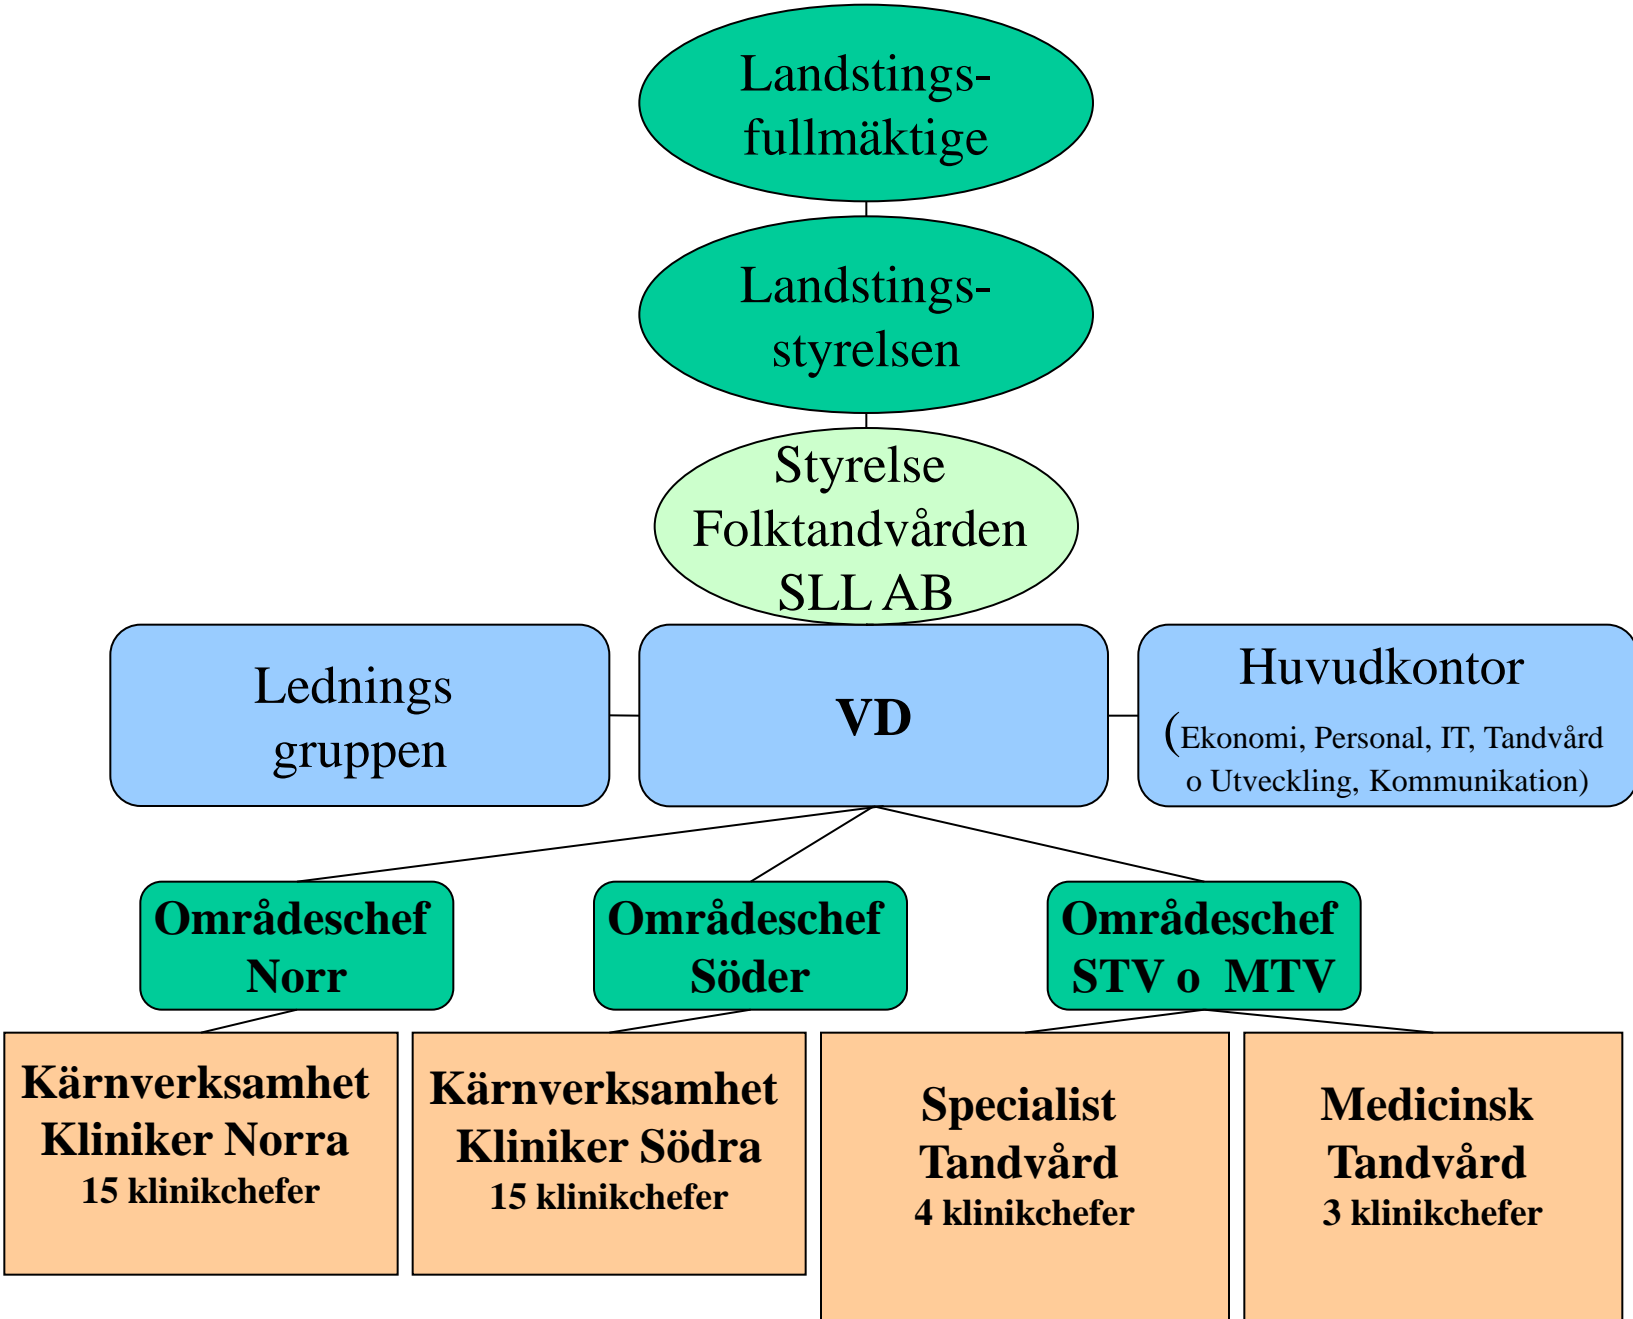 Landstings-
fullmäktige
Landstings-
styrelsen
Styrelse
Folktandvården
SLL AB
Lednings
gruppen
VD
Huvudkontor
(Ekonomi, Personal, IT, Tandvård
o Utveckling, Kommunikation)
Områdeschef
Norr
Områdeschef
Söder
Områdeschef
STV o MTV
Kärnverksamhet
Kliniker Norra
15 klinikchefer
Kärnverksamhet
Kliniker Södra
15 klinikchefer
Specialist
Tandvård
4 klinikchefer
Medicinsk
Tandvård
3 klinikchefer